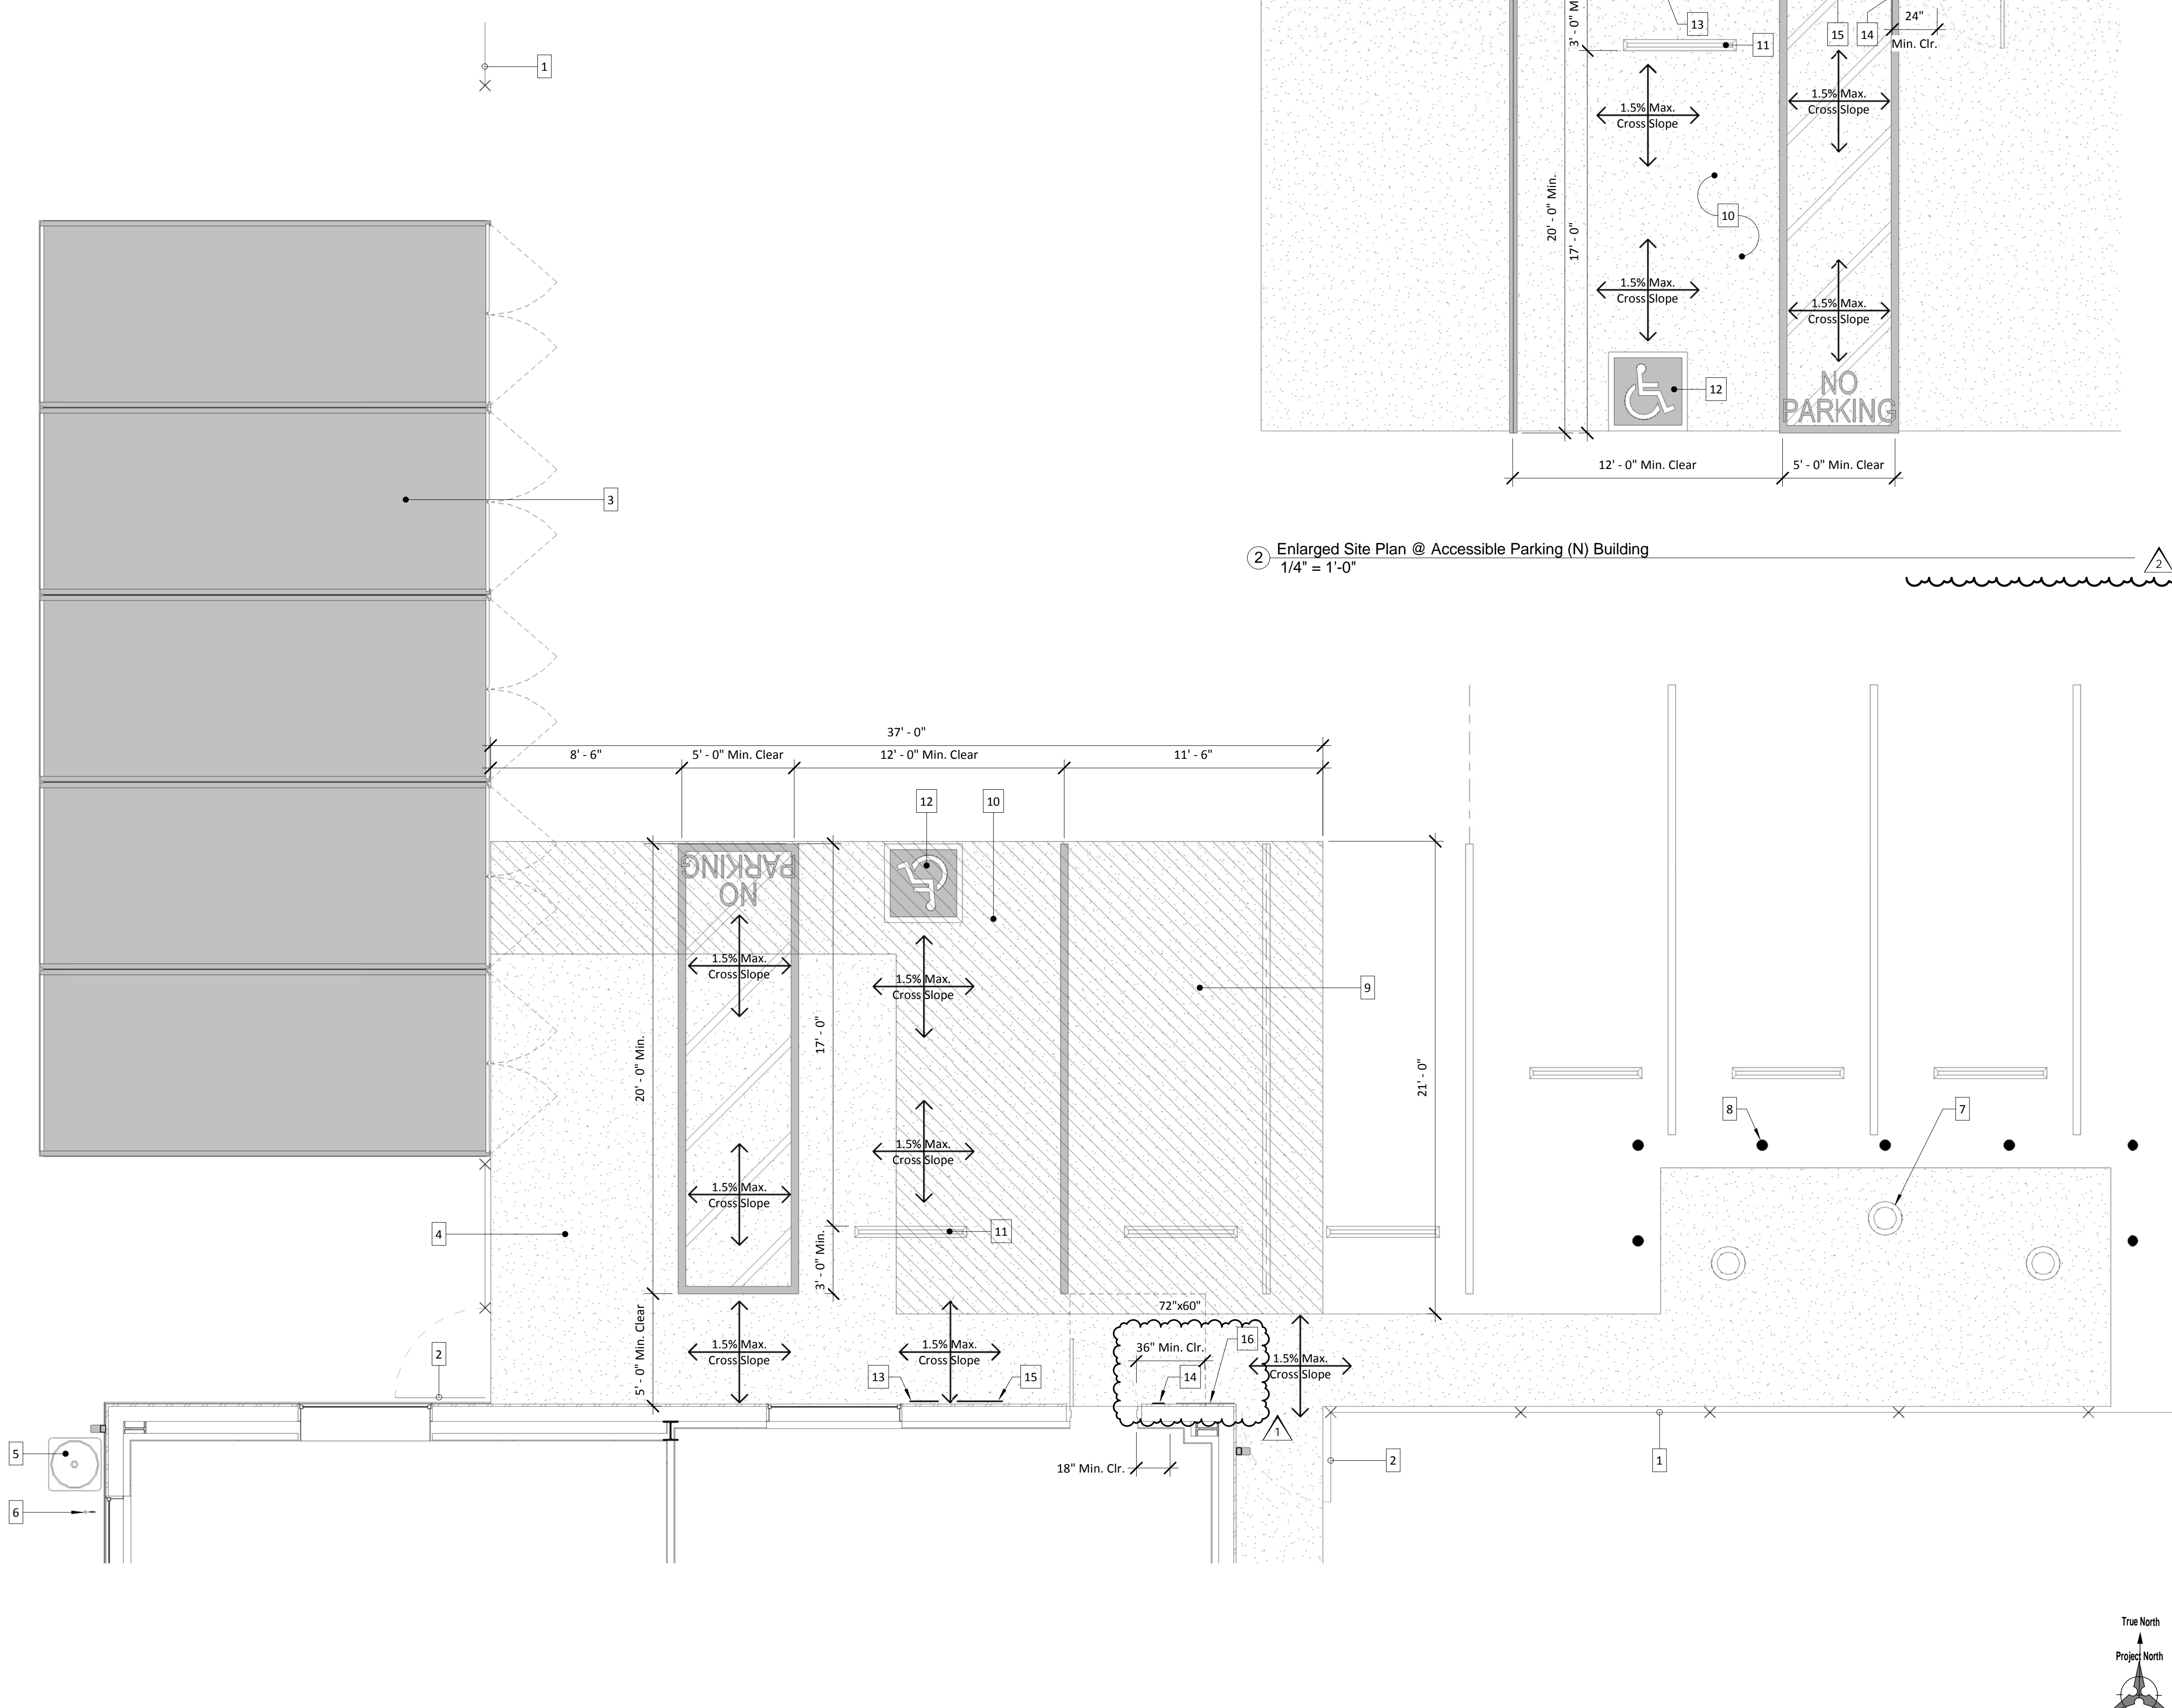 1
3' - 0" M
13
11
15
14
24"
Min. Clr.
1.5% Max.
Cross Slope
1.5% Max.
Cross Slope
20' - 0" Min.
17' - 0"
10
1.5% Max.
Cross Slope
1.5% Max.
Cross Slope
12
NO
PARKING
12' - 0" Min. Clear
5' - 0" Min. Clear
3
2
Enlarged Site Plan @ Accessible Parking (N) Building
1/4" = 1'-0"
2
37' - 0"
8' - 6"
5' - 0" Min. Clear
12' - 0" Min. Clear
11' - 6"
12
10
NO
PARKING
1.5% Max.
Cross Slope
1.5% Max.
Cross Slope
9
20' - 0" Min.
17' - 0"
21' - 0"
8
7
1.5% Max.
Cross Slope
1.5% Max.
Cross Slope
4
11
3' - 0" Min.
5' - 0" Min Clear
72"x60"
2
1.5% Max.
Cross Slope
1.5% Max.
Cross Slope
36" Min. Clr.
16
1.5% Max.
Cross Slope
13
15
14
1
5
18" Min. Clr.
2
1
6
True North
Project North